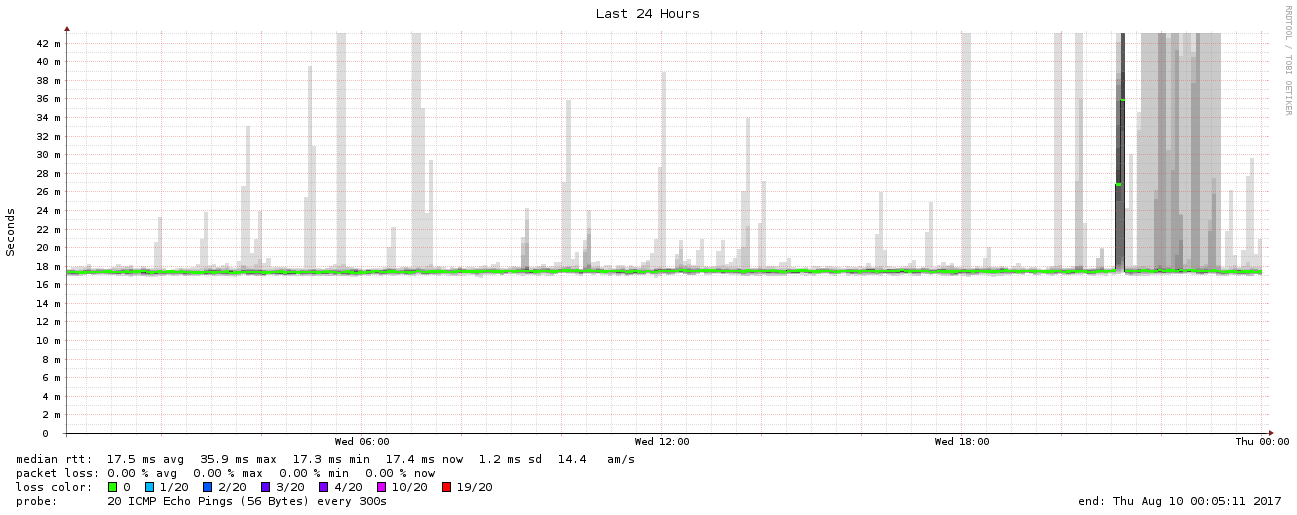 Last 24 Hours
RRDTOOL / TOBI OETIKER
Seconds
42 m
40 m
38 m
36 m
34 m
32 m
30 m
28 m
26 m
24 m
22 m
20 m
18 m
16 m
14 m
12 m
10 m
8 m
6 m
4 m
2 m
0
Wed 06:00 Wed 12:00 Wed 18:00 Thu 00:00
median rtt: 17.5 ms avg 35.9 ms max 17.3 ms min 17.4 ms now 1.2 ms sd 14.4 am/s
packet loss: 0.00 % avg 0.00 % max 0.00 % min 0.00 % now
loss color: 0 1/20 2/20 3/20 4/20 10/20 19/20
probe: 20 ICMP Echo Pings (56 Bytes) every 300s end: Thu Aug 10 00:05:11 2017